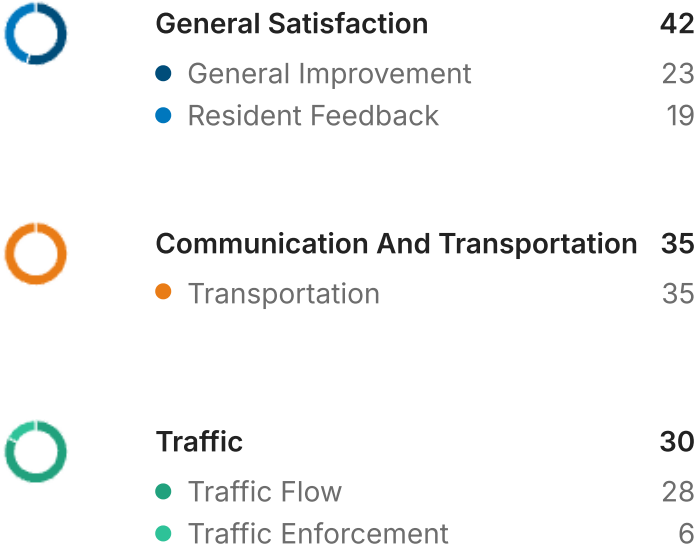 General Satisfaction 42
General Improvement 23
Resident Feedback 19
Communication And Transportation 35
Transportation 35
Traffic 30
Traffic Flow 28
Traffic Enforcement 6